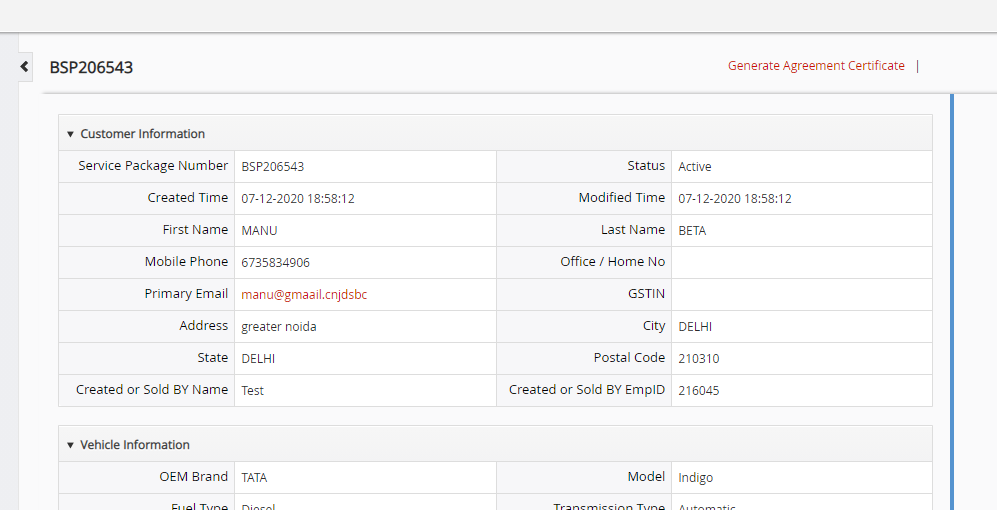 BSP206543 Generate Agreement Certificate |
Customer Information
Service Package Number BSP206543 Status Active
Created Time 07-12-2020 18:58:12 Modified Time 07-12-2020 18:58:12
First Name MANU Last Name BETA
Mobile Phone 6735834906 Office / Home No
Primary Email manu@gmaail.cnjdsbc GSTIN
Address greater noida City DELHI
State DELHI Postal Code 210310
Created or Sold BY Name Test Created or Sold BY EmpID 216045
Vehicle Information
OEM Brand TATA Model Indigo
Fuel Type Diesel Transmission Type Automatic